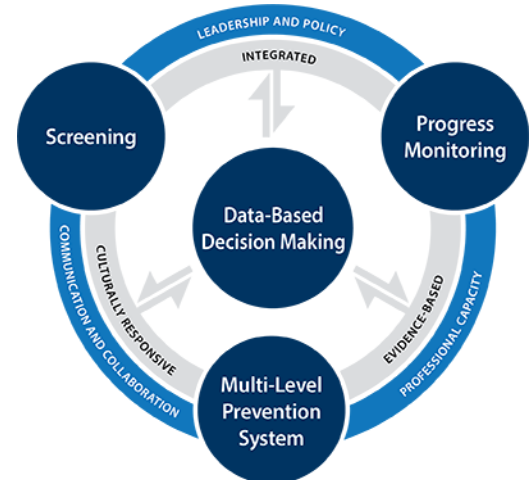 LEADERSHIP AND POLICY
INTEGRATED
Screening
Progress
Monitoring
Data-Based
Decision Making
COMMUNICATION AND COLLABORATION
CULTURALLY RESPONSIVE
EVIDENCE-BASED
PROFESSIONAL CAPACITY
Multi-Level
Prevention
System